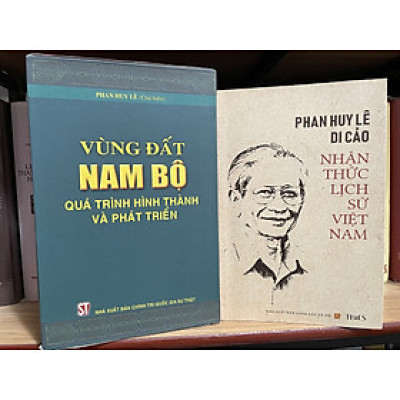 PHAN HUY LÊ (Chủ biên)
VÙNG ĐẤT
NAM BỘ
QUÁ TRÌNH HÌNH THÀNH
VÀ PHÁT TRIỂN
ST
NHÀ XUẤT BẢN CHÍNH TRỊ QUỐC GIA SỰ THẬT
PHAN HUY LÊ
DI CẢO
NHẬN
THỨC
LỊCH
SỬ
VIỆT
NAM